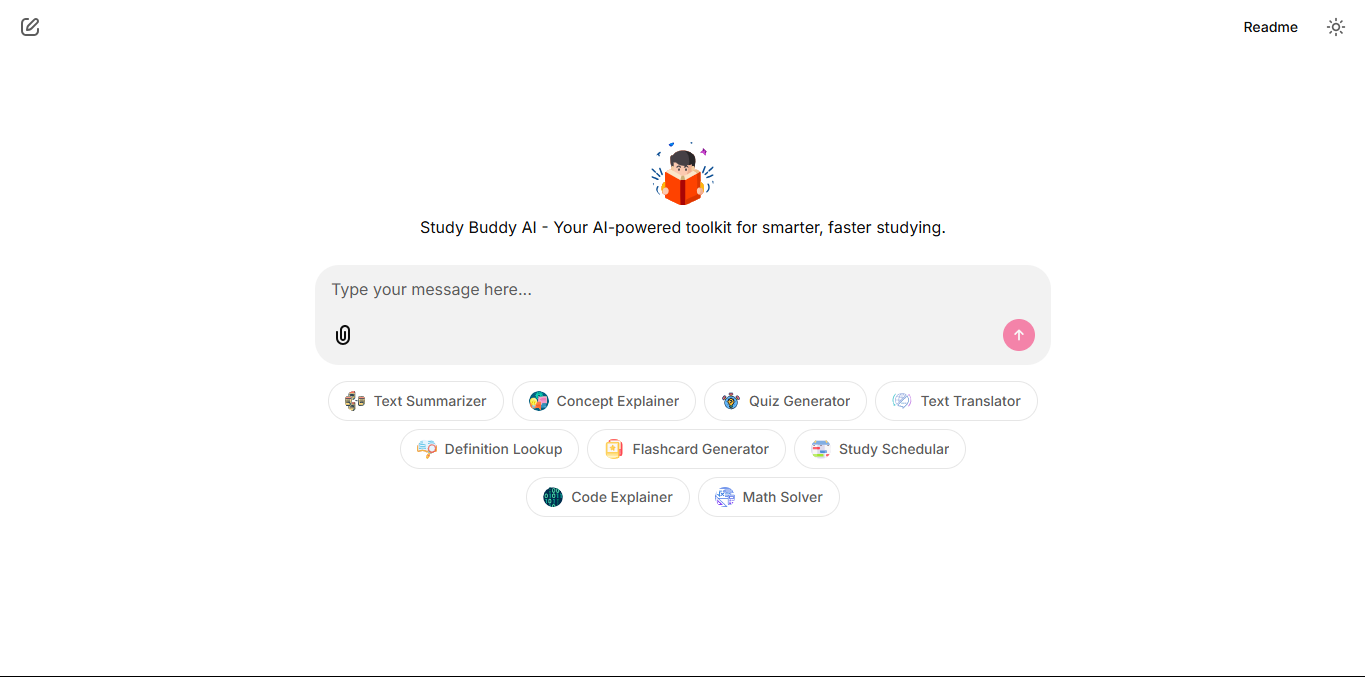 Readme
Study Buddy AI - Your AI-powered toolkit for smarter, faster studying.
Type your message here...
Text Summarizer Concept Explainer Quiz Generator Text Translator
Definition Lookup Flashcard Generator Study Schedular
Code Explainer Math Solver